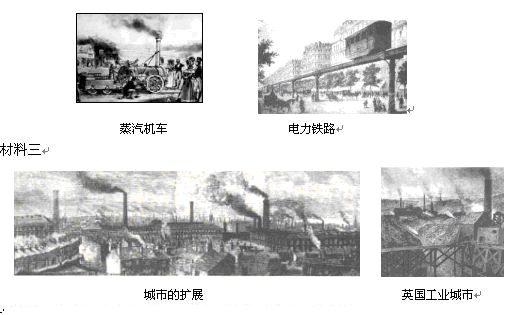 蒸汽机车
电力铁路
材料三
城市的扩展
英国工业城市